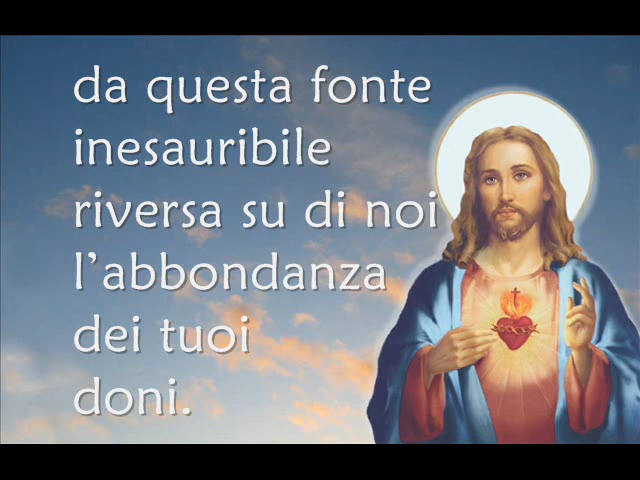 da questa fonte
inesauribile
riversa su di noi
l’abbondanza
dei tuoi
doni.